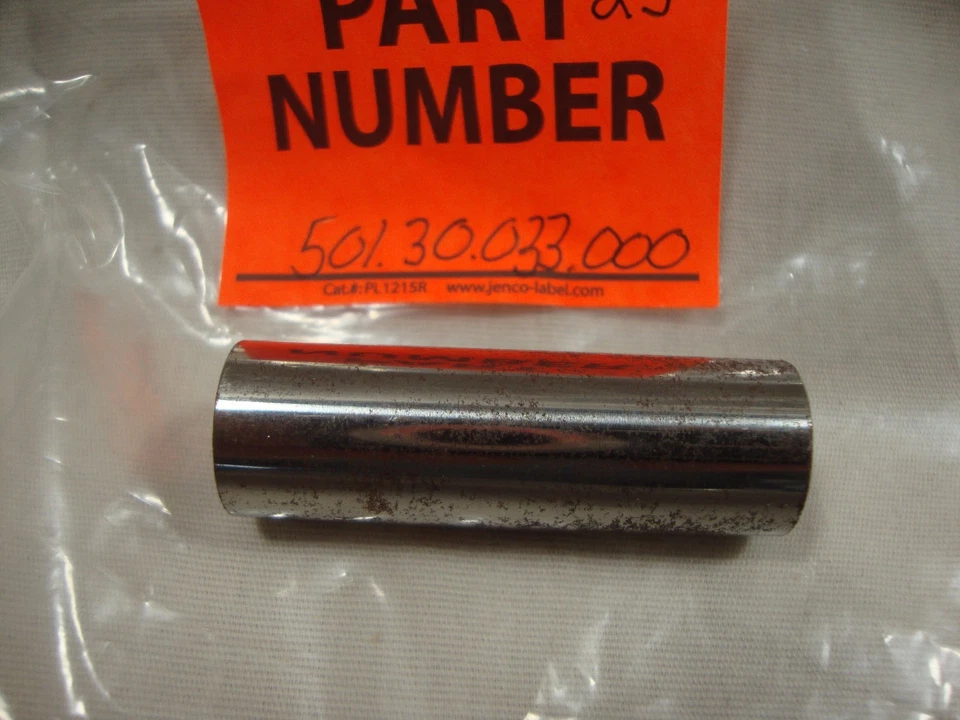 PART
NUMBER
501.30.033.000
Cat.#: PL1215R www.jenco-label.com